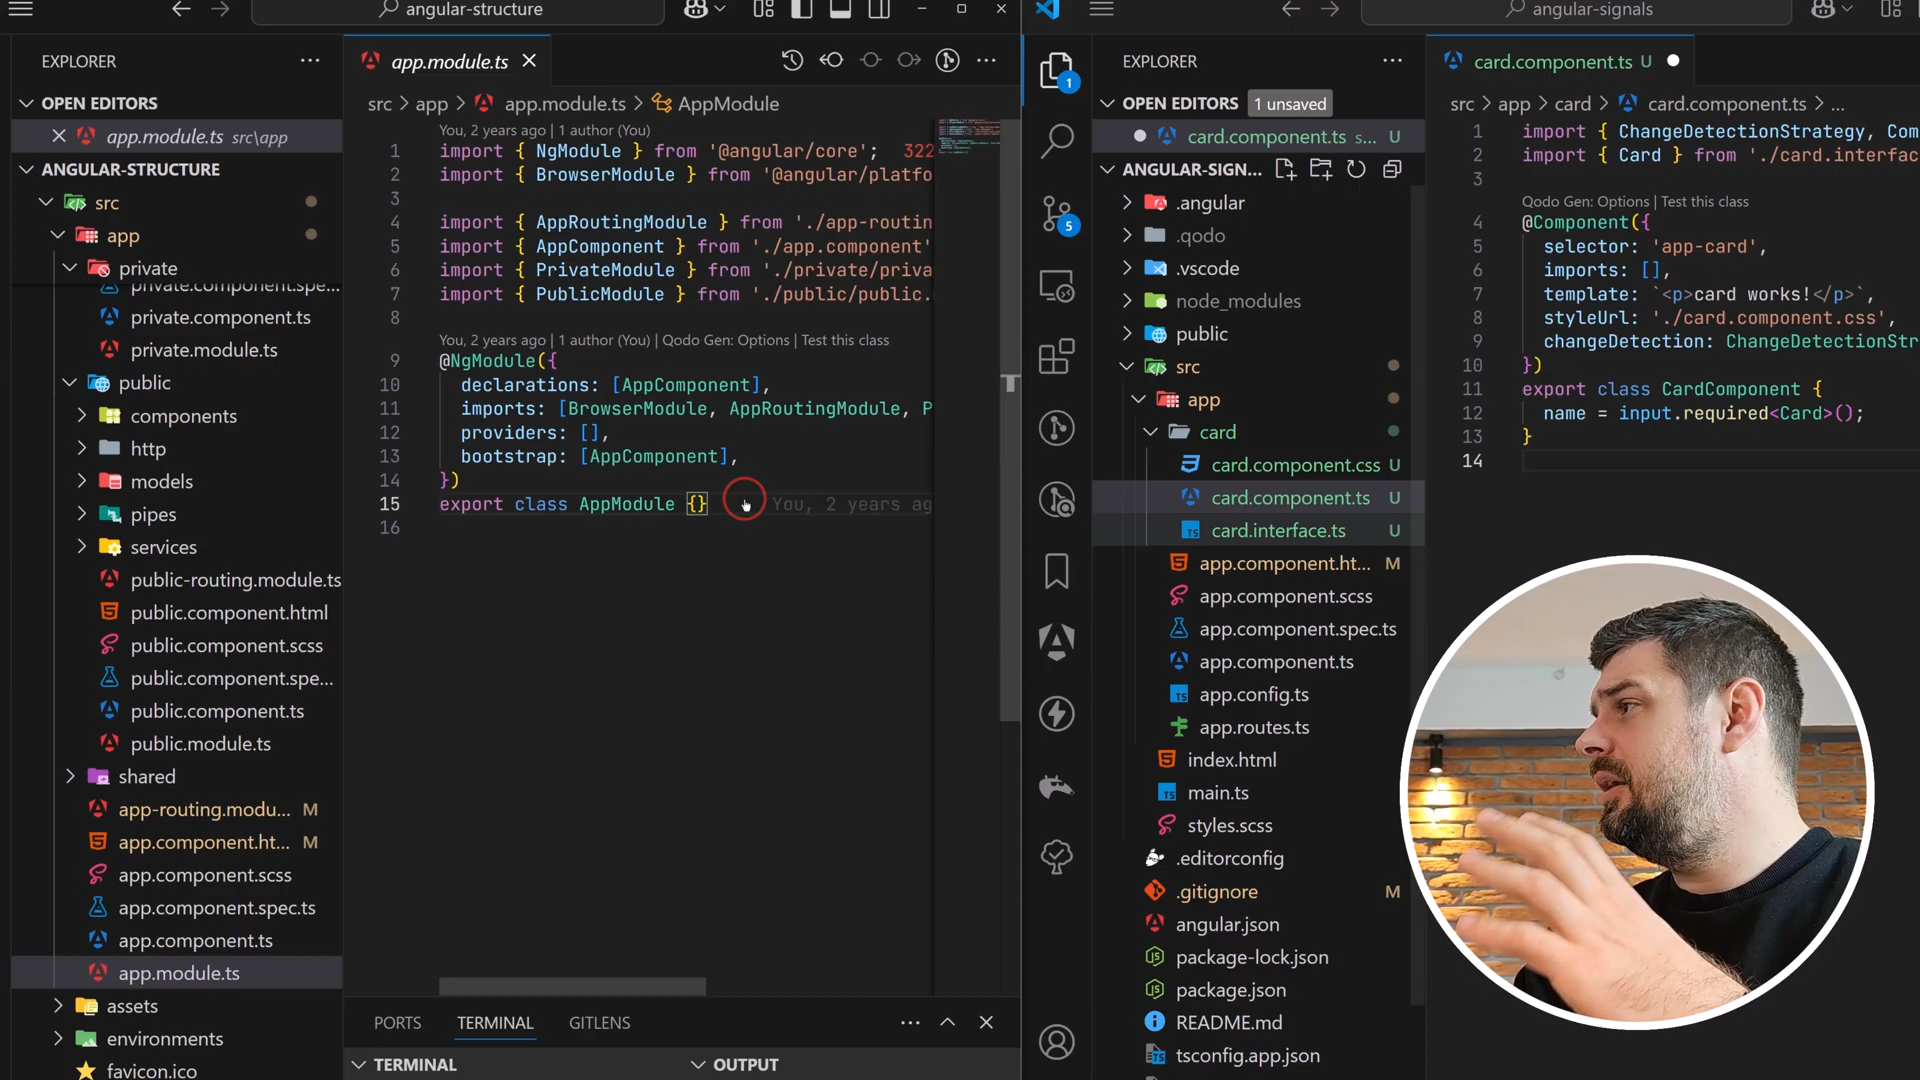 angular-structure
EXPLORER
OPEN EDITORS
app.module.ts src\app
ANGULAR-STRUCTURE
src
app
private
private.component.spe...
private.component.ts
private.module.ts
public
components
http
models
pipes
services
public-routing.module.ts
public.component.html
public.component.scss
public.component.spe...
public.component.ts
public.module.ts
shared
app-routing.modu... M
app.component.ht... M
app.component.scss
app.component.spec.ts
app.component.ts
app.module.ts
assets
environments
favicon.ico
app.module.ts
src > app > app.module.ts > AppModule
You, 2 years ago | 1 author (You)
1 import { NgModule } from '@angular/core'; 322
2 import { BrowserModule } from '@angular/platfo
3
4 import { AppRoutingModule } from './app-routin
5 import { AppComponent } from './app.component'
6 import { PrivateModule } from './private/priva
7 import { PublicModule } from './public/public.
8
You, 2 years ago | 1 author (You) | Qodo Gen: Options | Test this class
9 @NgModule({
10 declarations: [AppComponent],
11 imports: [BrowserModule, AppRoutingModule, P
12 providers: [],
13 bootstrap: [AppComponent],
14 })
15 export class AppModule {} You, 2 years ag
16
PORTS TERMINAL GITLENS
TERMINAL OUTPUT
angular-signals
1
5
EXPLORER
OPEN EDITORS 1 unsaved
card.component.ts s... U
ANGULAR-SIGN...
.angular
.qodo
.vscode
node_modules
public
src
app
card
card.component.css U
card.component.ts U
card.interface.ts U
app.component.ht... M
app.component.scss
app.component.spec.ts
app.component.ts
app.config.ts
app.routes.ts
index.html
main.ts
styles.scss
.editorconfig
.gitignore M
angular.json
package-lock.json
package.json
README.md
tsconfig.app.json
card.component.ts U
src > app > card > card.component.ts > ...
1 import { ChangeDetectionStrategy, Com
2 import { Card } from './card.interfac
3
Qodo Gen: Options | Test this class
4 @Component({
5 selector: 'app-card',
6 imports: [],
7 template: `<p>card works!</p>`,
8 styleUrl: './card.component.css',
9 changeDetection: ChangeDetectionStr
10 })
11 export class CardComponent {
12 name = input.required<Card>();
13 }
14